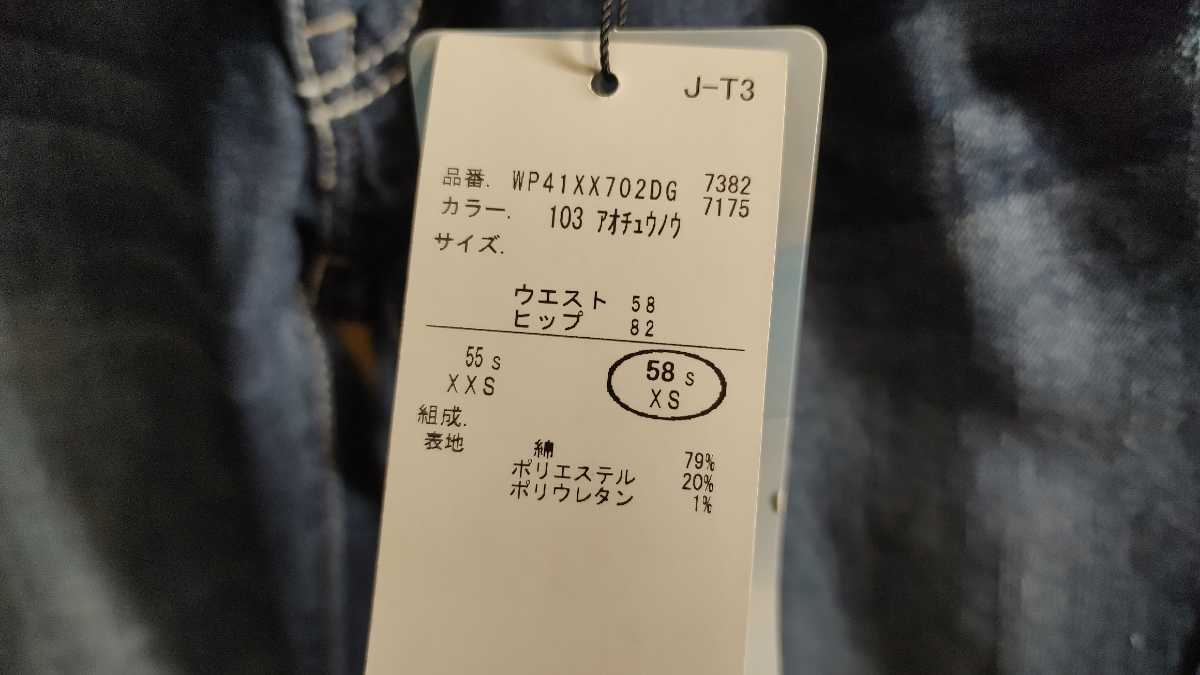 J-T3
品番. WP41XX702DG 7382
カラー. 103 ｱｵﾁｭｳﾉｳ 7175
サイズ.
ウエスト 58
ヒップ 82
55 S 58 S
XXS XS
組成.
表地 綿 79%
ポリエステル 20%
ポリウレタン 1%